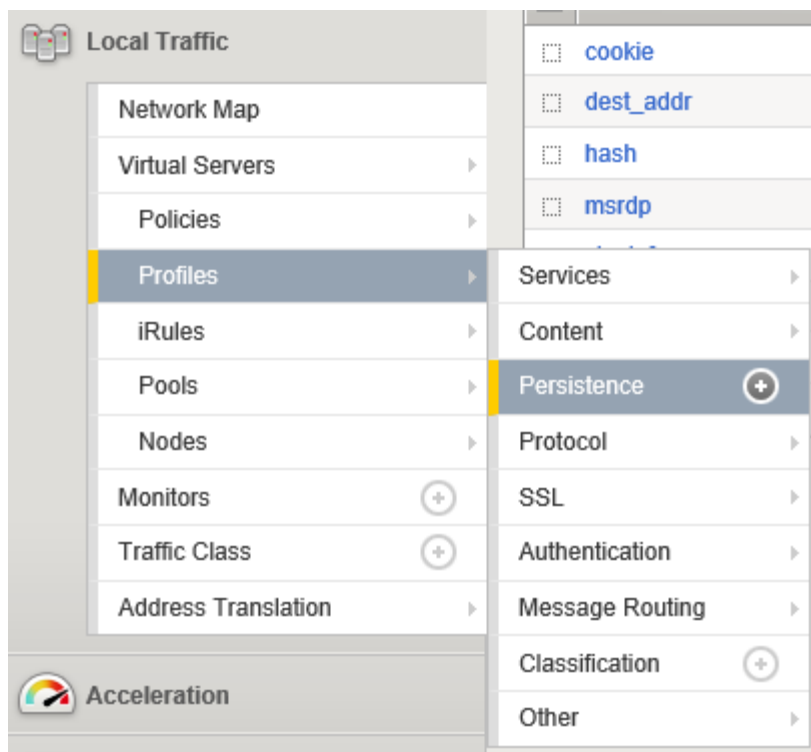 Local Traffic
Network Map
Virtual Servers
Policies
Profiles
iRules
Pools
Nodes
Monitors
Traffic Class
Address Translation
Acceleration
cookie
dest_addr
hash
msrdp
Services
Content
Persistence
Protocol
SSL
Authentication
Message Routing
Classification
Other